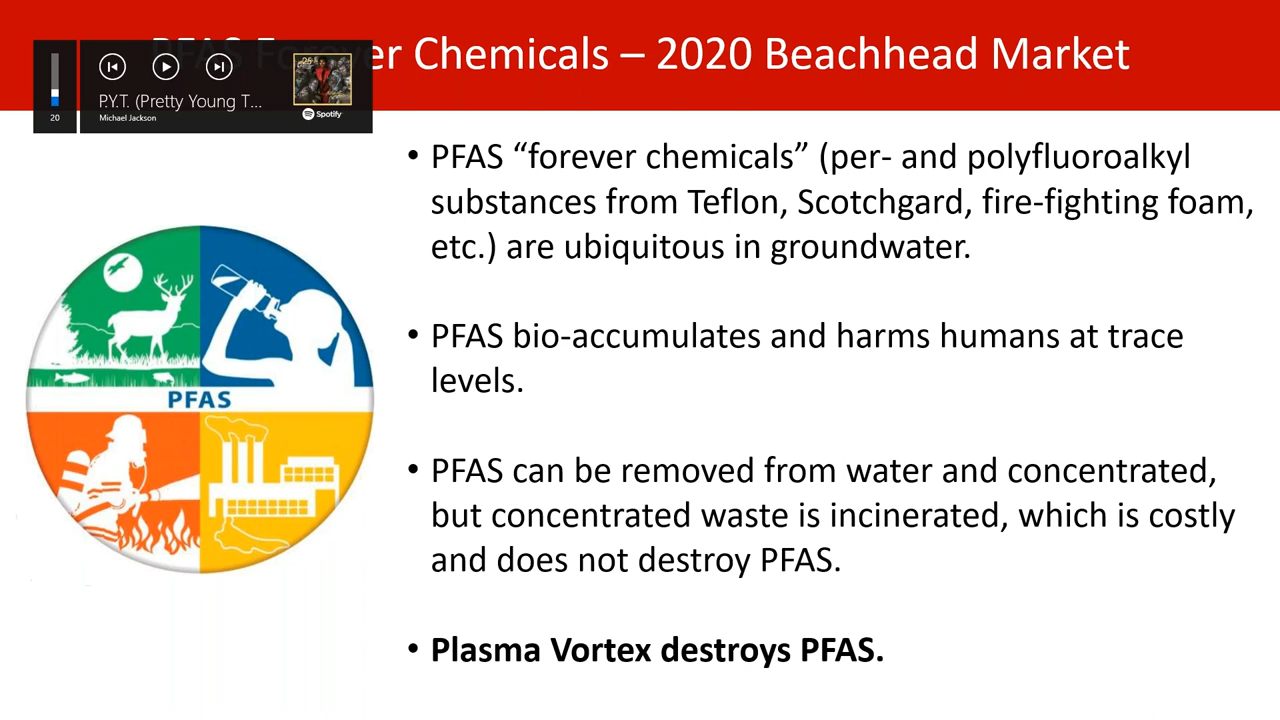 PFAS Forever Chemicals – 2020 Beachhead Market
20
P.Y.T. (Pretty Young T...
Michael Jackson
25
Spotify
• PFAS “forever chemicals” (per- and polyfluoroalkyl
substances from Teflon, Scotchgard, fire-fighting foam,
etc.) are ubiquitous in groundwater.
• PFAS bio-accumulates and harms humans at trace
levels.
• PFAS can be removed from water and concentrated,
but concentrated waste is incinerated, which is costly
and does not destroy PFAS.
• Plasma Vortex destroys PFAS.
PFAS